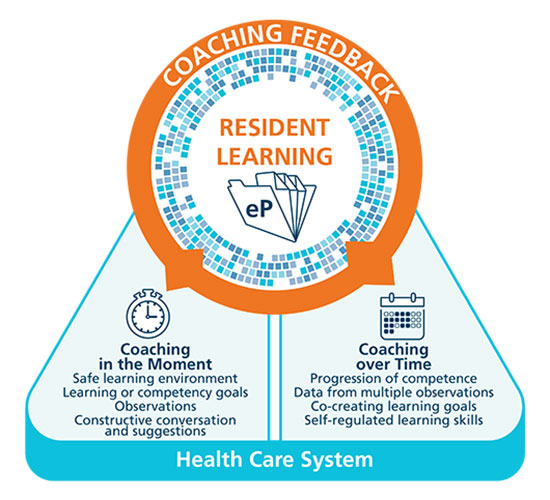 COACHING FEEDBACK
RESIDENT
LEARNING
eP
Coaching
in the Moment
Safe learning environment
Learning or competency goals
Observations
Constructive conversation
and suggestions
Coaching
over Time
Progression of competence
Data from multiple observations
Co-creating learning goals
Self-regulated learning skills
Health Care System